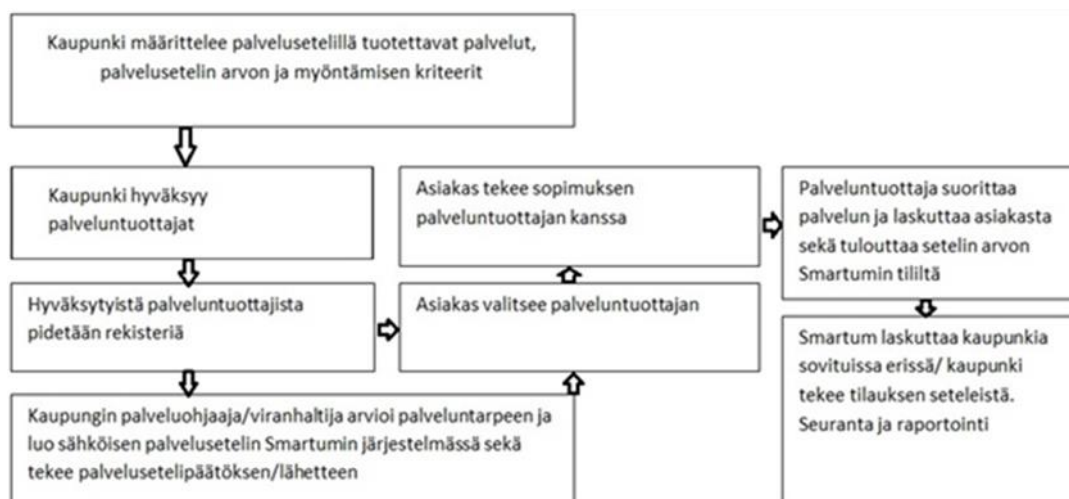 Kaupunki määrittelee palvelusetelillä tuotettavat palvelut,
palvelusetelin arvon ja myöntämisen kriteerit
Kaupunki hyväksyy
palveluntuottajat
Hyväksytyistä palveluntuottajista
pidetään rekisteriä
Kaupungin palveluohjaaja/viranhaltija arvioi palveluntarpeen ja
luo sähköisen palvelusetelin Smartumin järjestelmässä sekä
tekee palvelusetelipäätöksen/lähetteen
Asiakas valitsee palveluntuottajan
Asiakas tekee sopimuksen
palveluntuottajan kanssa
Palveluntuottaja suorittaa
palvelun ja laskuttaa asiakasta
sekä tulouttaa setelin arvon
Smartumin tililtä
Smartum laskuttaa kaupunkia
sovituissa erissä/ kaupunki
tekee tilauksen seteleistä.
Seuranta ja raportointi